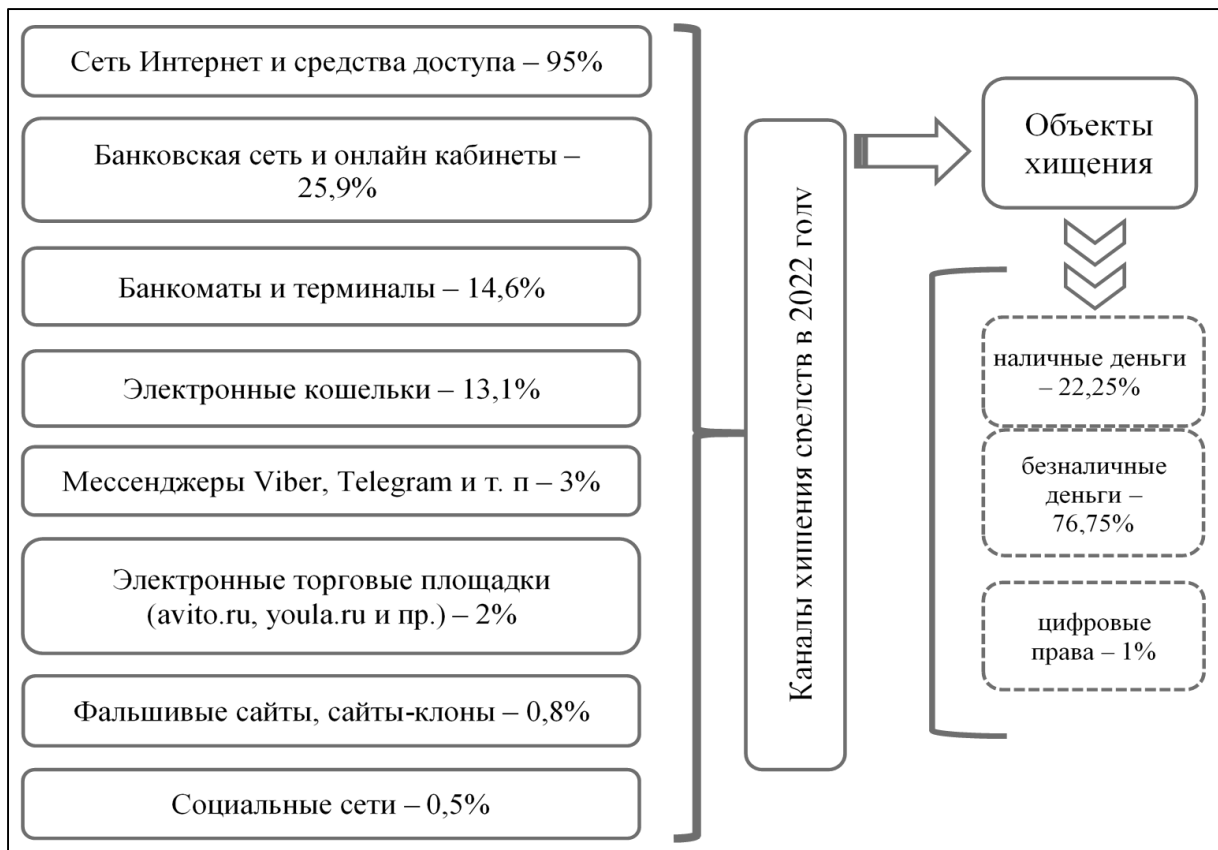 Сеть Интернет и средства доступа – 95%
Банковская сеть и онлайн кабинеты –
25,9%
Банкоматы и терминалы – 14,6%
Электронные кошельки – 13,1%
Мессенджеры Viber, Telegram и т. п – 3%
Электронные торговые площадки
(avito.ru, youla.ru и пр.) – 2%
Фальшивые сайты, сайты-клоны – 0,8%
Социальные сети – 0,5%
Каналы хищения средств в 2022 году
Объекты
хищения
наличные деньги
– 22,25%
безналичные
деньги –
76,75%
цифровые
права – 1%